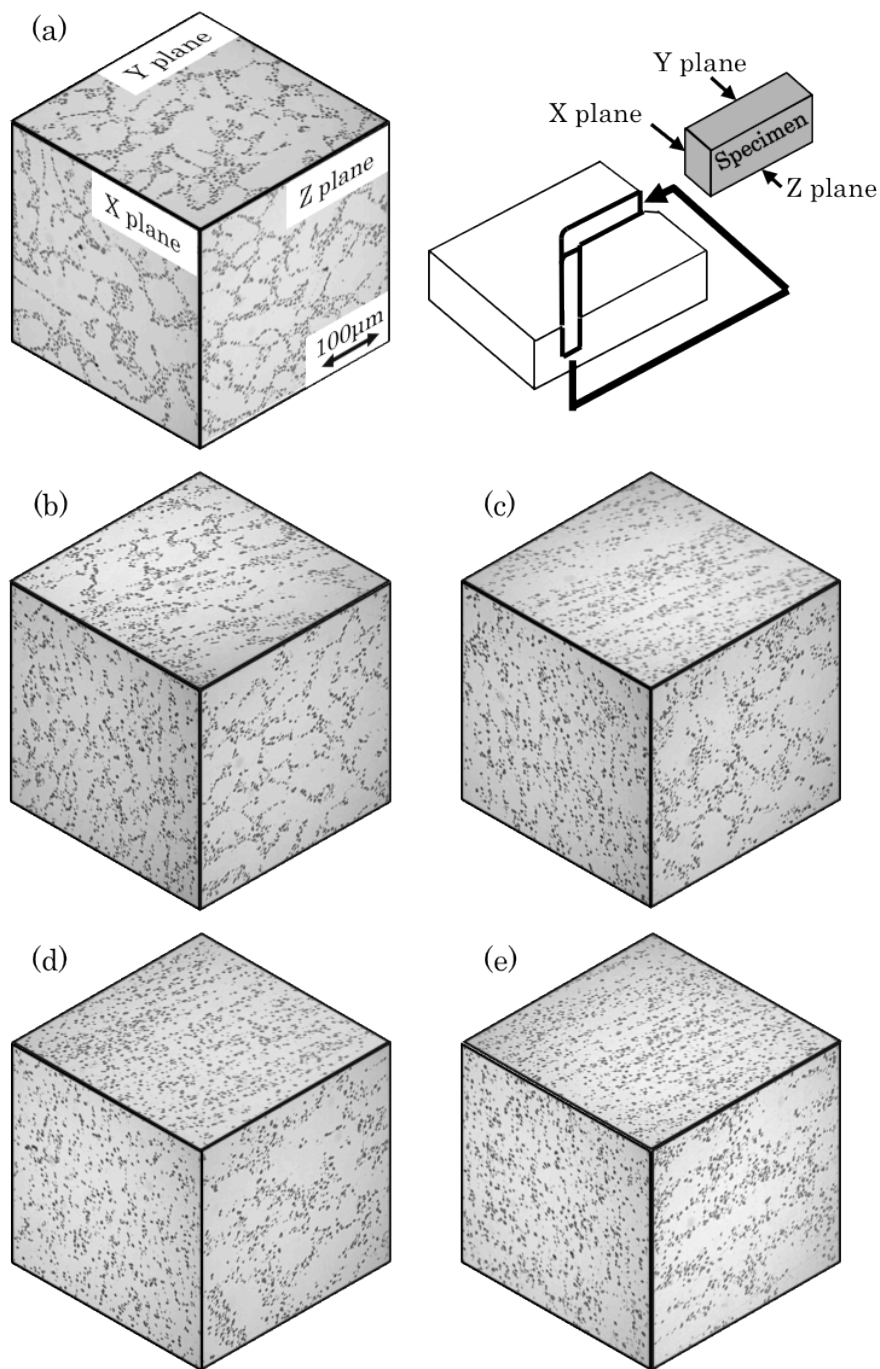 (a)
Y plane
X plane
Z plane
100μm
Y plane
X plane
Specimen
Z plane
(b)
(c)
(d)
(e)